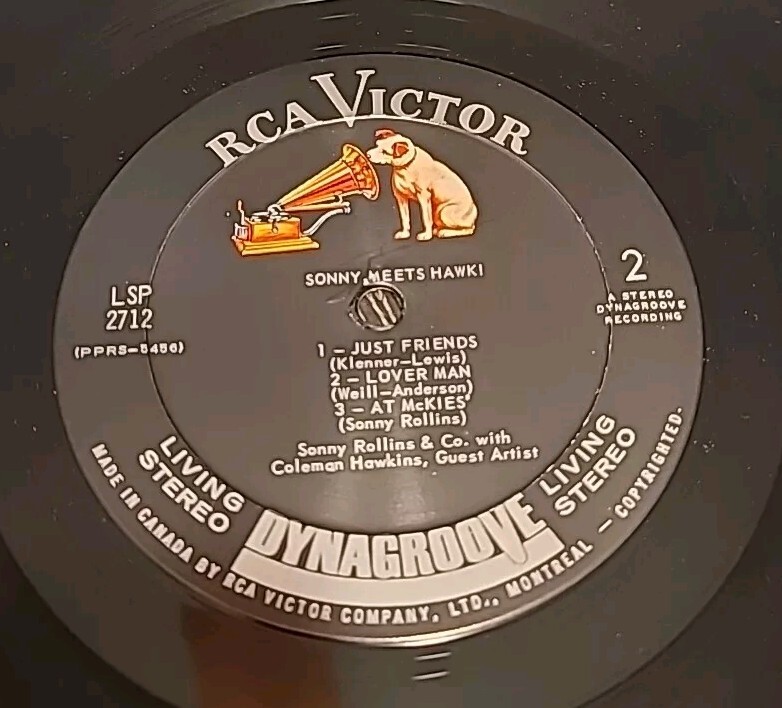 RCA VICTOR
SONNY MEETS HAWK!
LSP
2712
(PPRS-5456)
2
A STEREO
DYNAGROOVE
RECORDING
1 – JUST FRIENDS
(Klenner–Lewis)
2 – LOVER MAN
(Weill–Anderson)
3 – AT McKIES'
(Sonny Rollins)
Sonny Rollins & Co. with
Coleman Hawkins, Guest Artist
LIVING
STEREO
DYNAGROOVE
LIVING
STEREO
MADE IN CANADA BY RCA VICTOR COMPANY, LTD., MONTREAL – COPYRIGHTED.